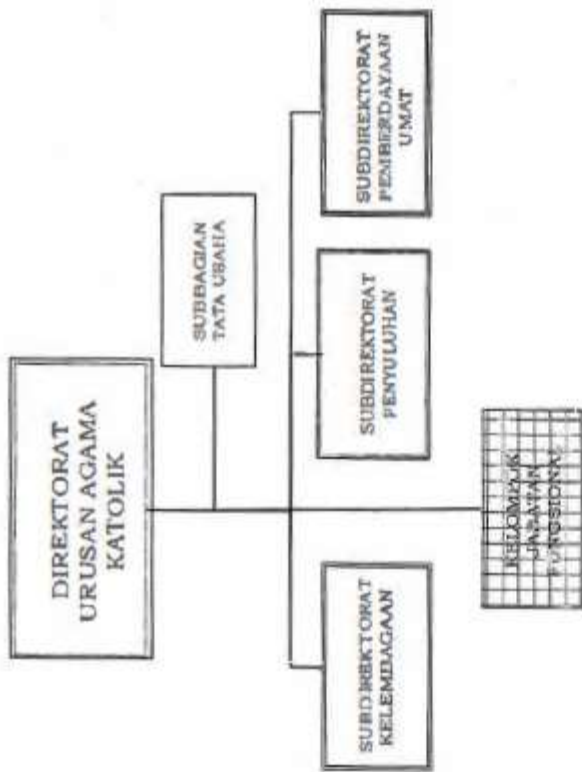 DIREKTORAT
URUSAN AGAMA
KATOLIK
SUBBAGIAN
TATA USAHA
SUBDIREKTORAT
KELEMBAGAAN
SUBDIREKTORAT
PENYULUHAN
SUBDIREKTORAT
PEMBERDAYAAN
UMAT
KELOMPOK
JABATAN
FUNGSIONAL